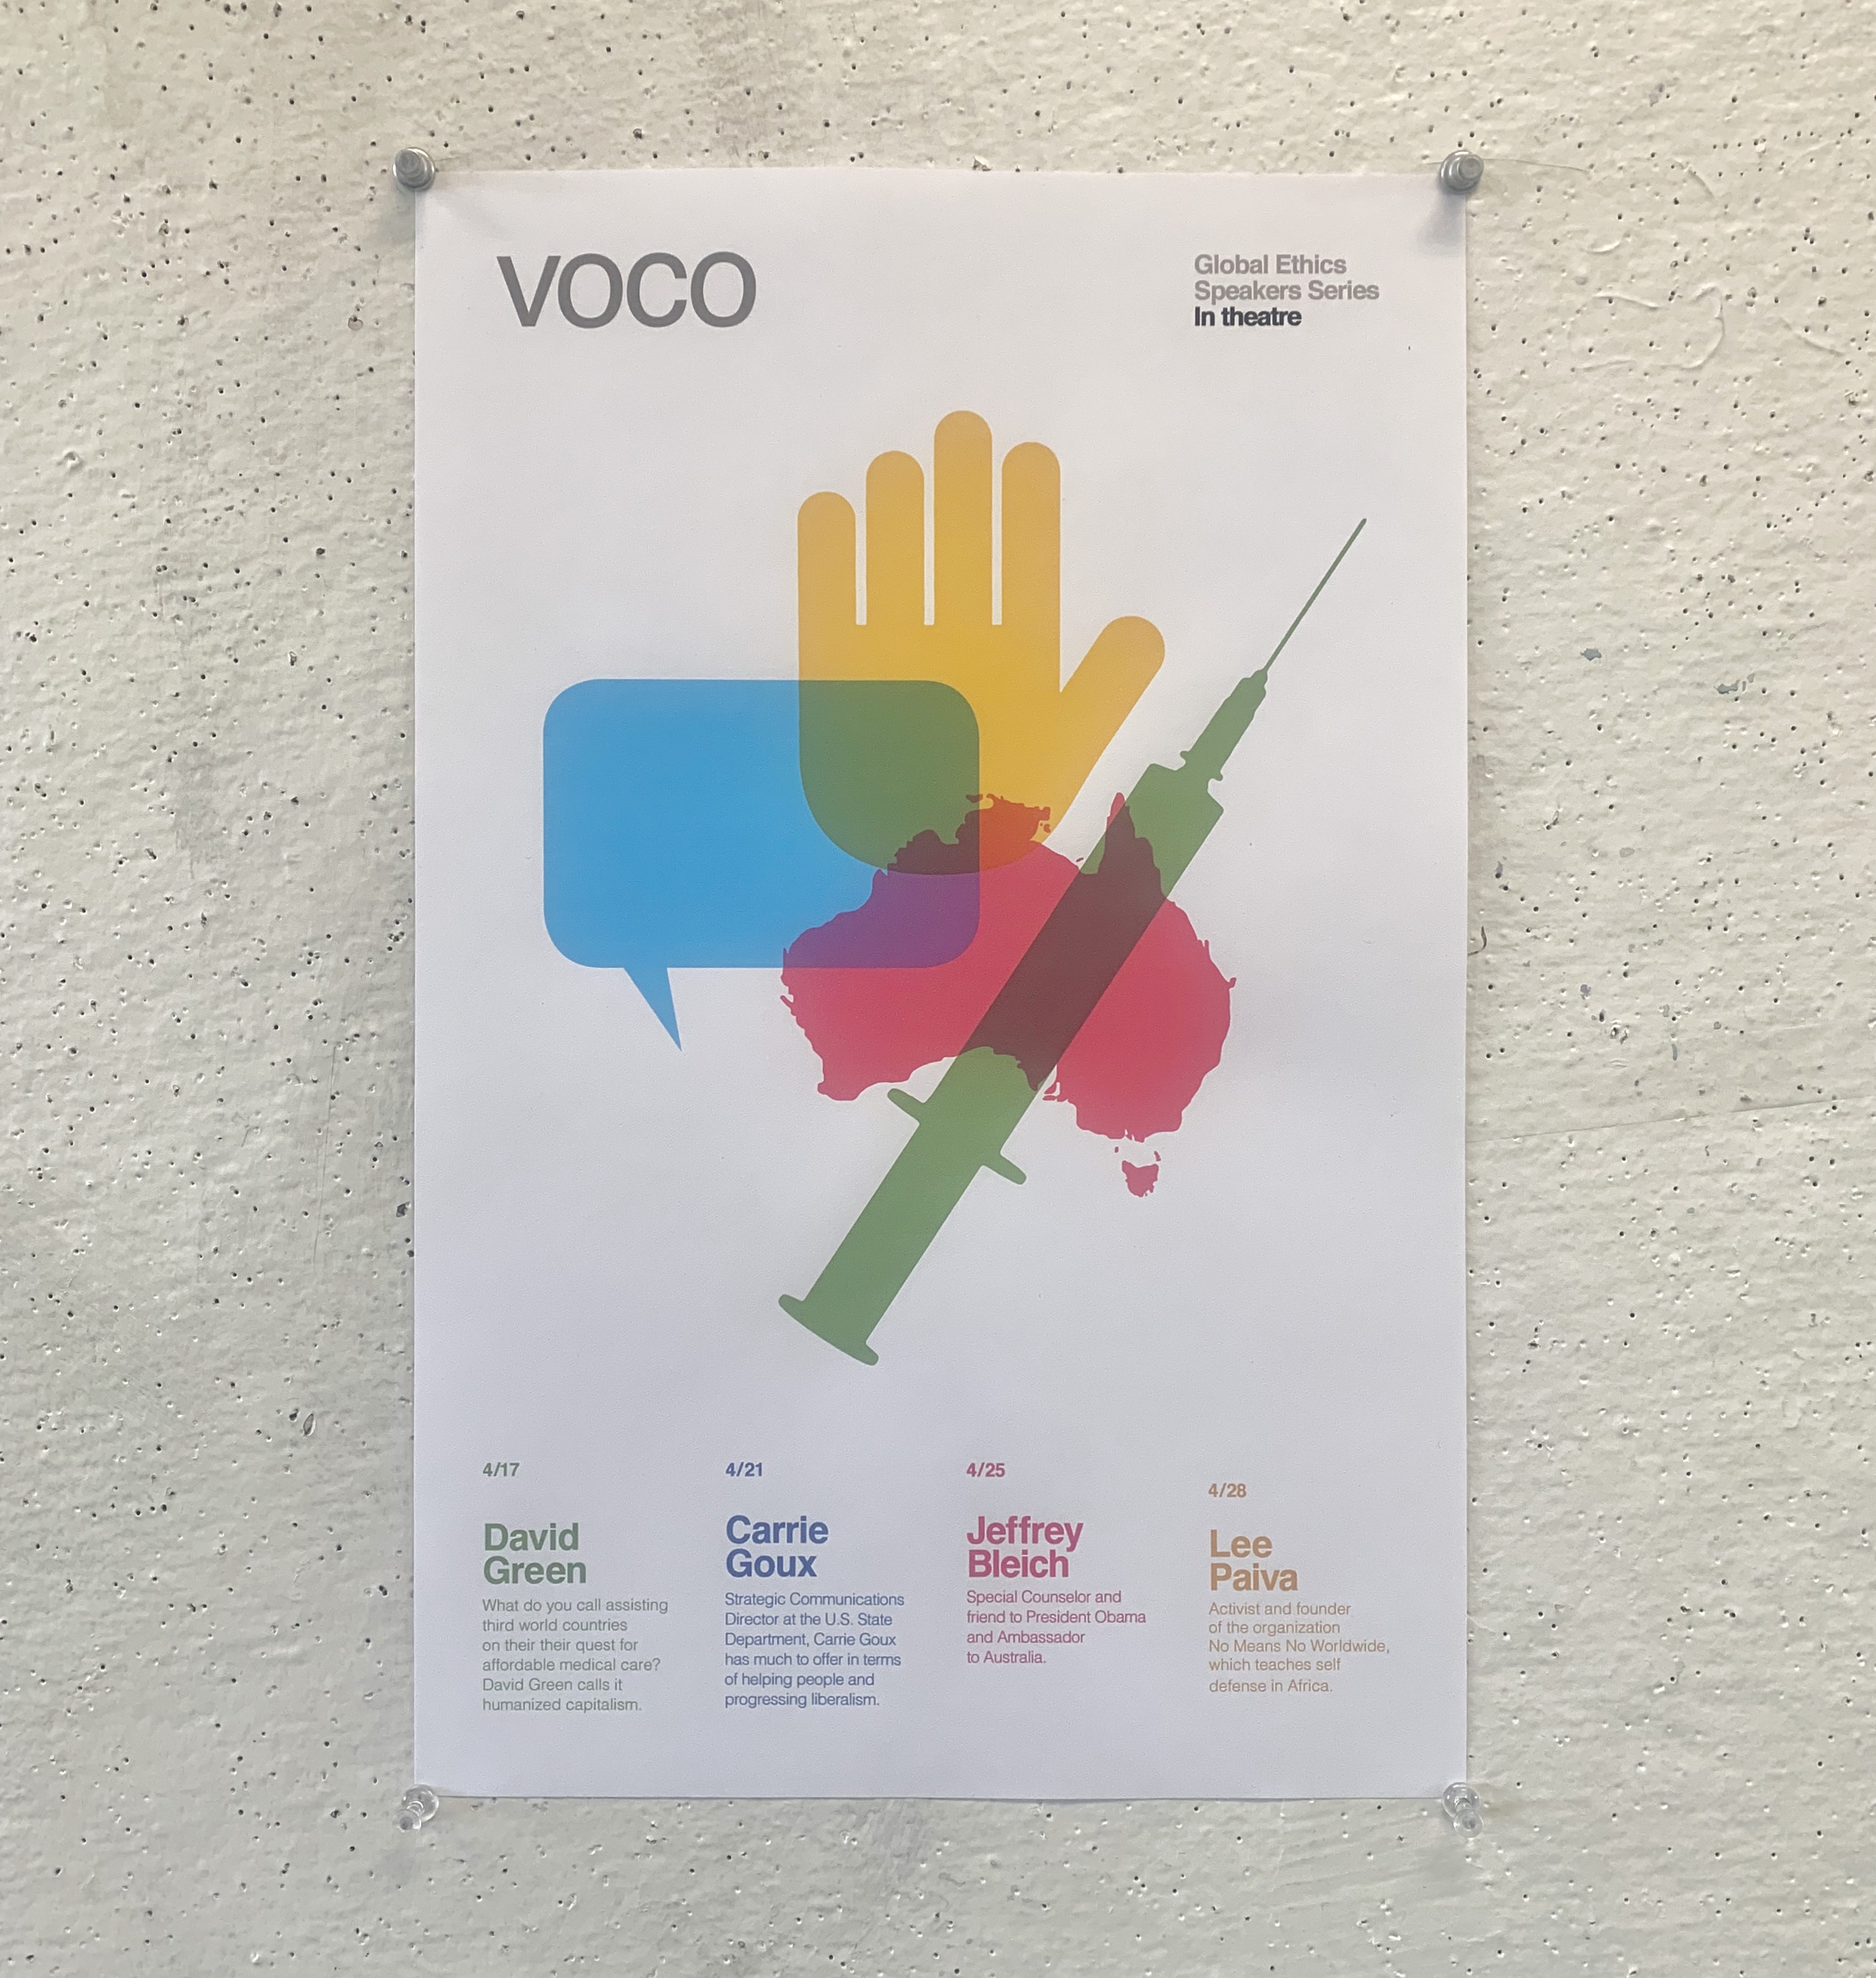 VOCO
Global Ethics
Speakers Series
In theatre
4/17
David
Green
What do you call assisting
third world countries
on their their quest for
affordable medical care?
David Green calls it
humanized capitalism.
4/21
Carrie
Goux
Strategic Communications
Director at the U.S. State
Department, Carrie Goux
has much to offer in terms
of helping people and
progressing liberalism.
4/25
Jeffrey
Bleich
Special Counselor and
friend to President Obama
and Ambassador
to Australia.
4/28
Lee
Paiva
Activist and founder
of the organization
No Means No Worldwide,
which teaches self
defense in Africa.